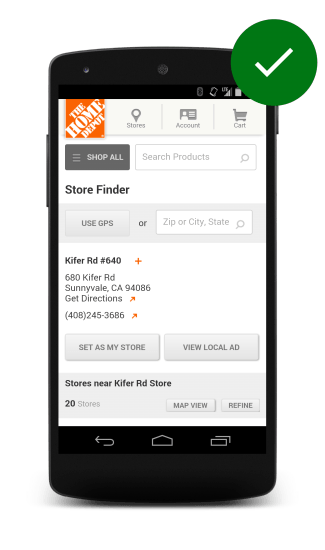 THE HOME DEPOT
Stores
Account
Cart
SHOP ALL
Search Products
Store Finder
USE GPS
or
Zip or City, State
Kifer Rd #640
680 Kifer Rd
Sunnyvale, CA 94086
Get Directions
(408)245-3686
SET AS MY STORE
VIEW LOCAL AD
Stores near Kifer Rd Store
20 Stores
MAP VIEW
REFINE